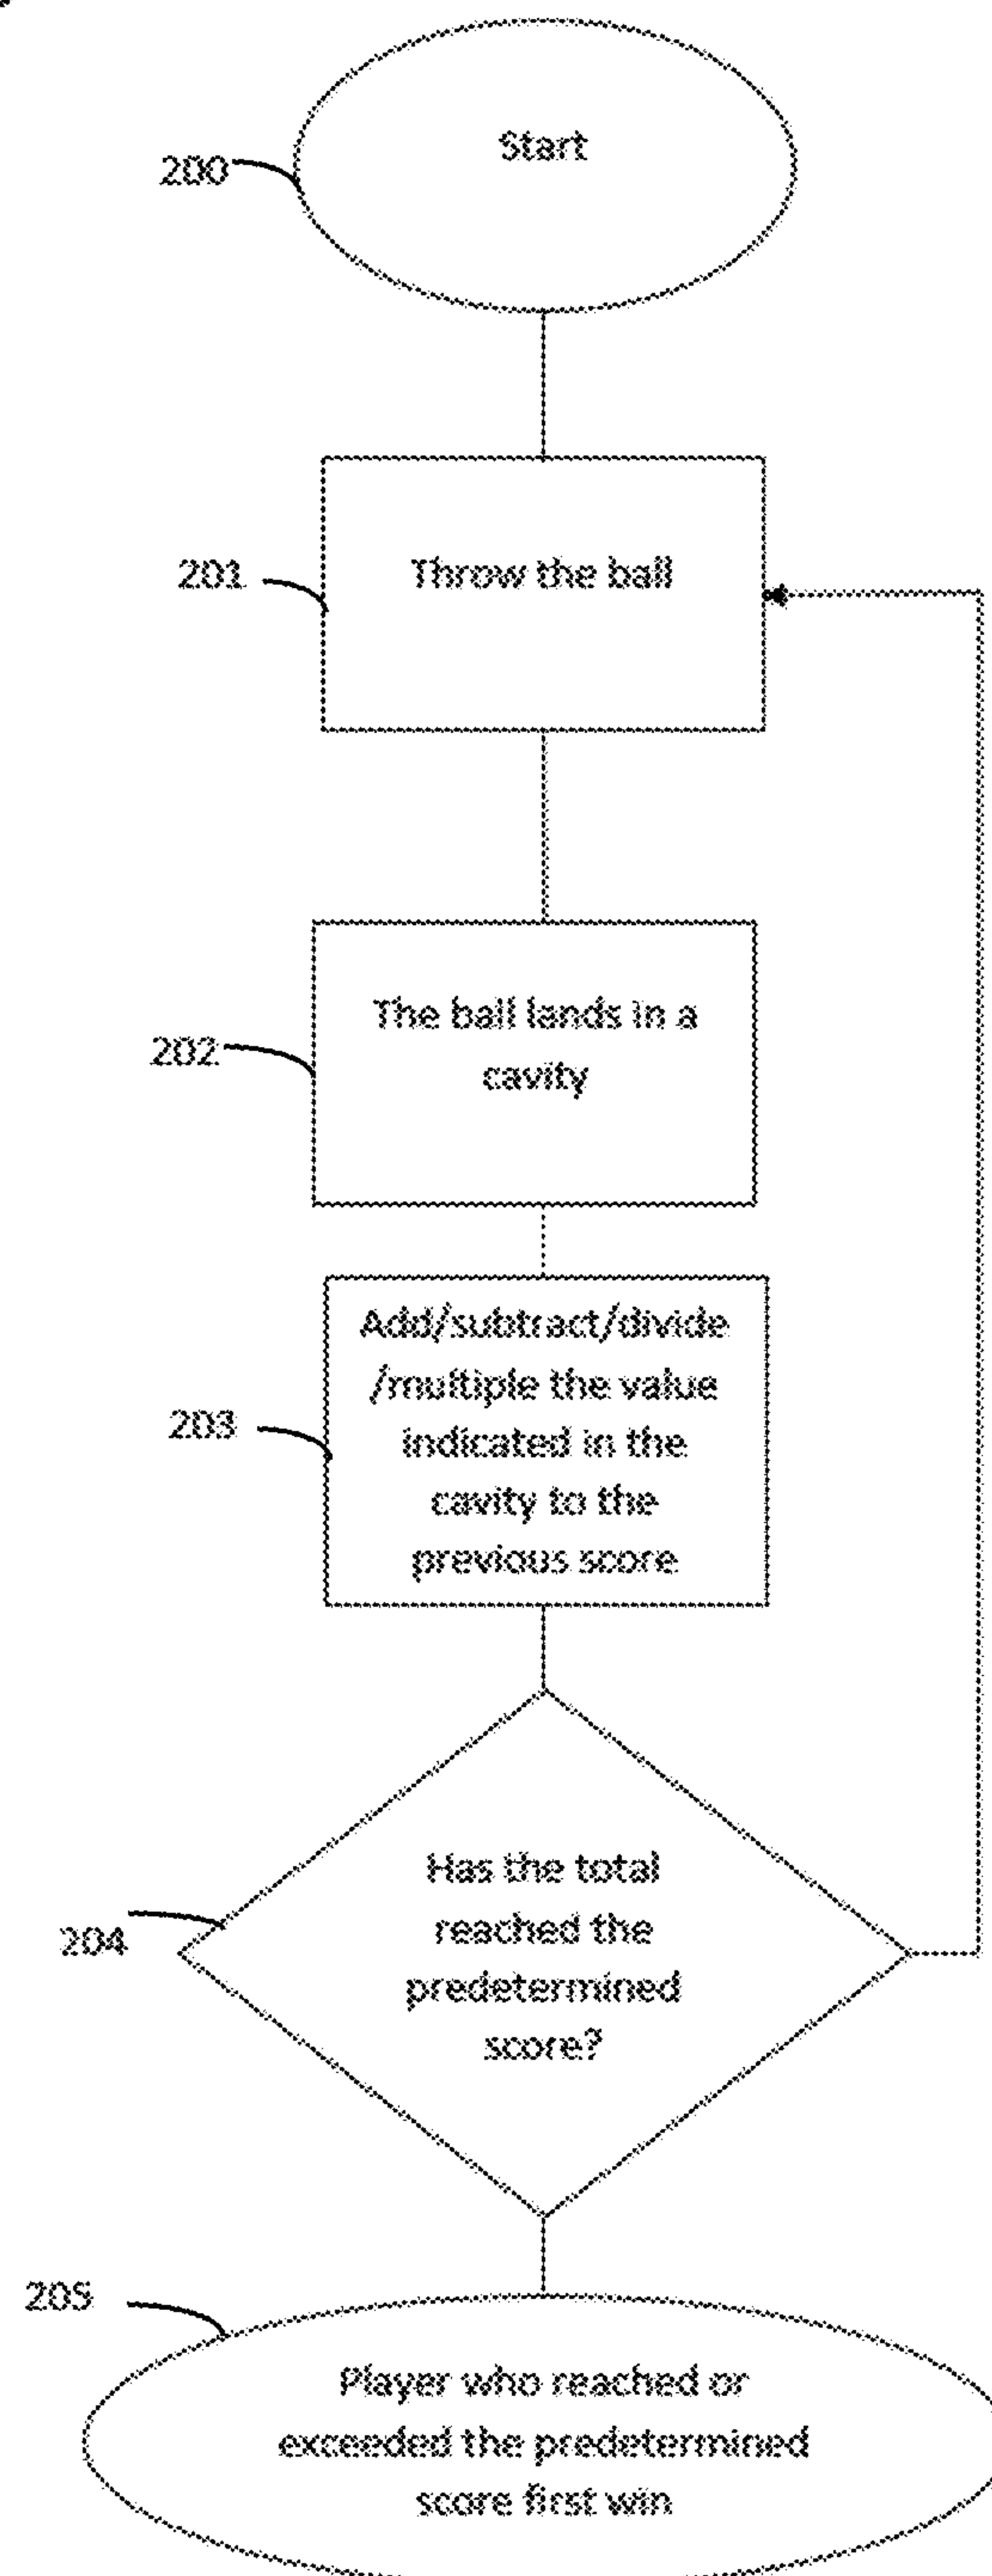 Start
200
201
Throw the ball
202
The ball lands in a
cavity
203
Add/subtract/divide
/multiple the value
indicated in the
cavity to the
previous score
204
Has the total
reached the
predetermined
score?
205
Player who reached or
exceeded the predetermined
score first win